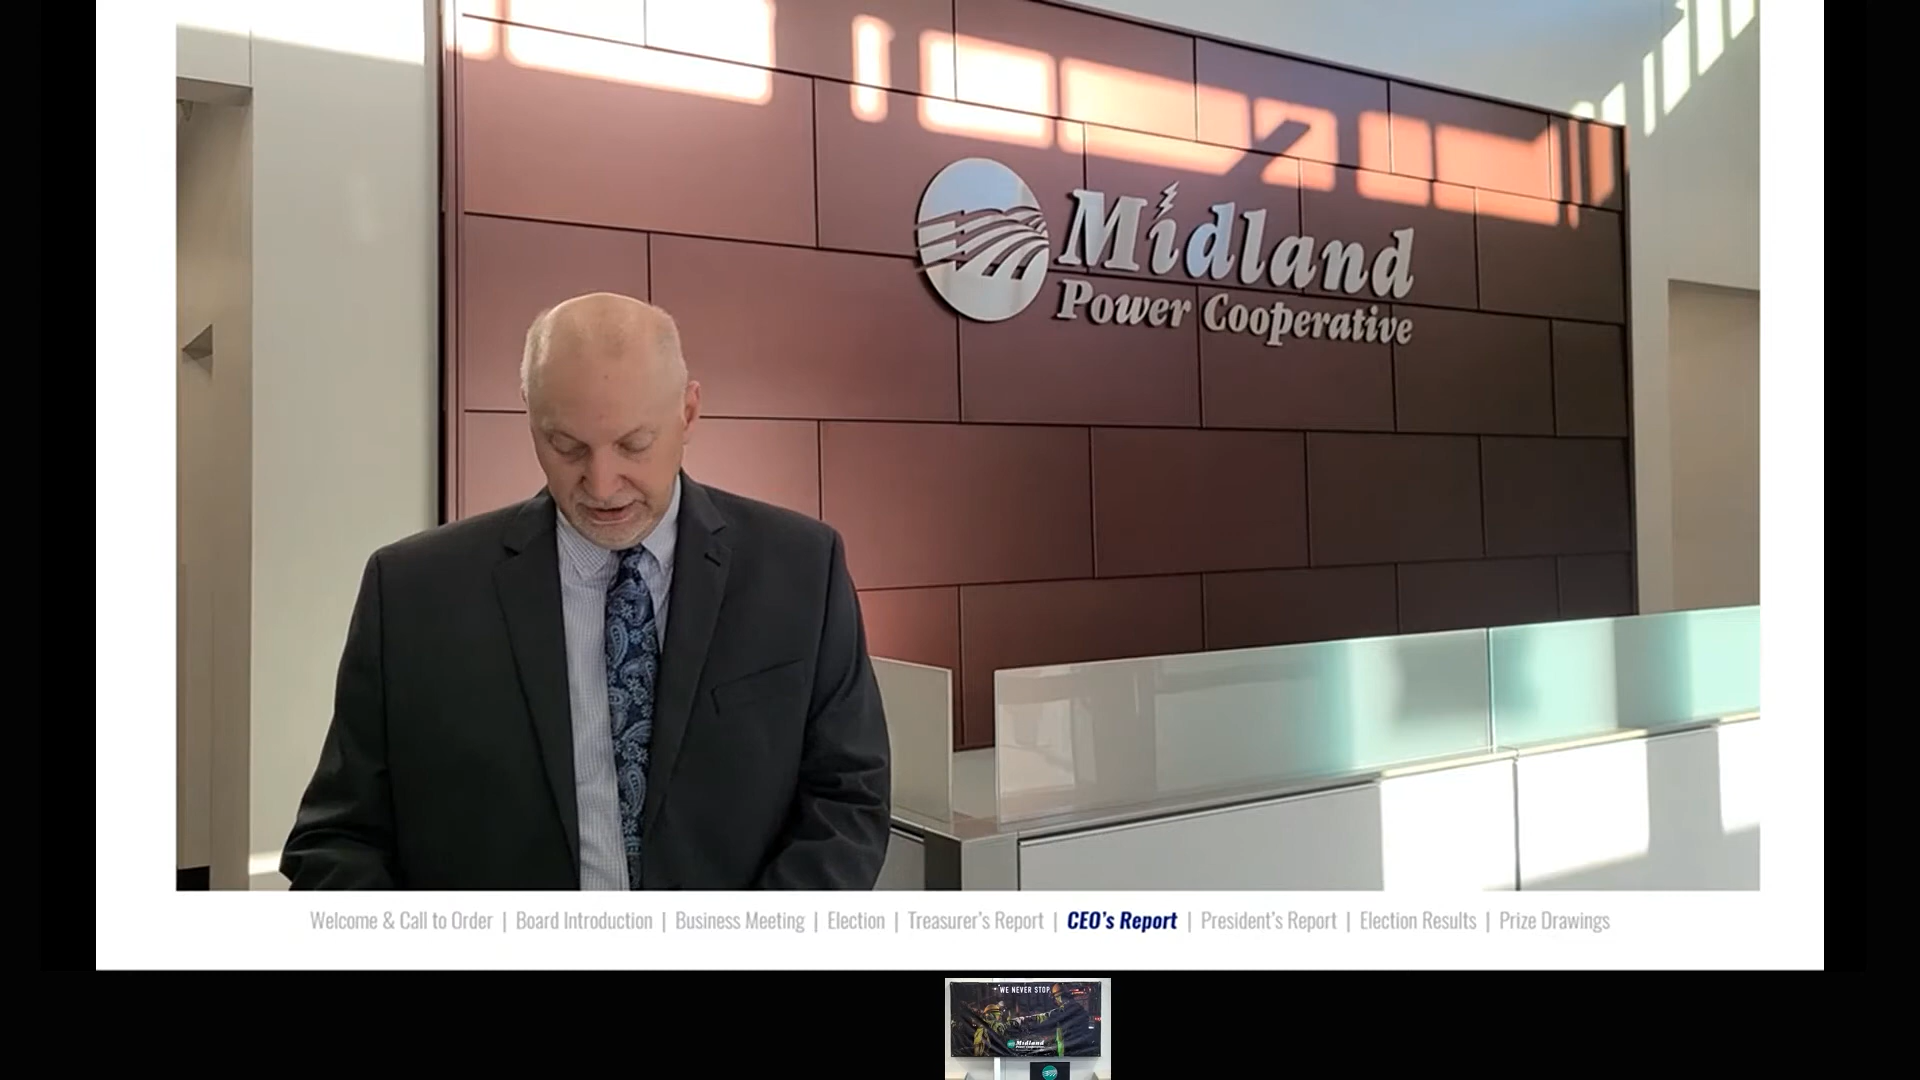 Midland
Power Cooperative
Welcome & Call to Order | Board Introduction | Business Meeting | Election | Treasurer's Report | CEO's Report | President's Report | Election Results | Prize Drawings
WE NEVER STOP
Midland